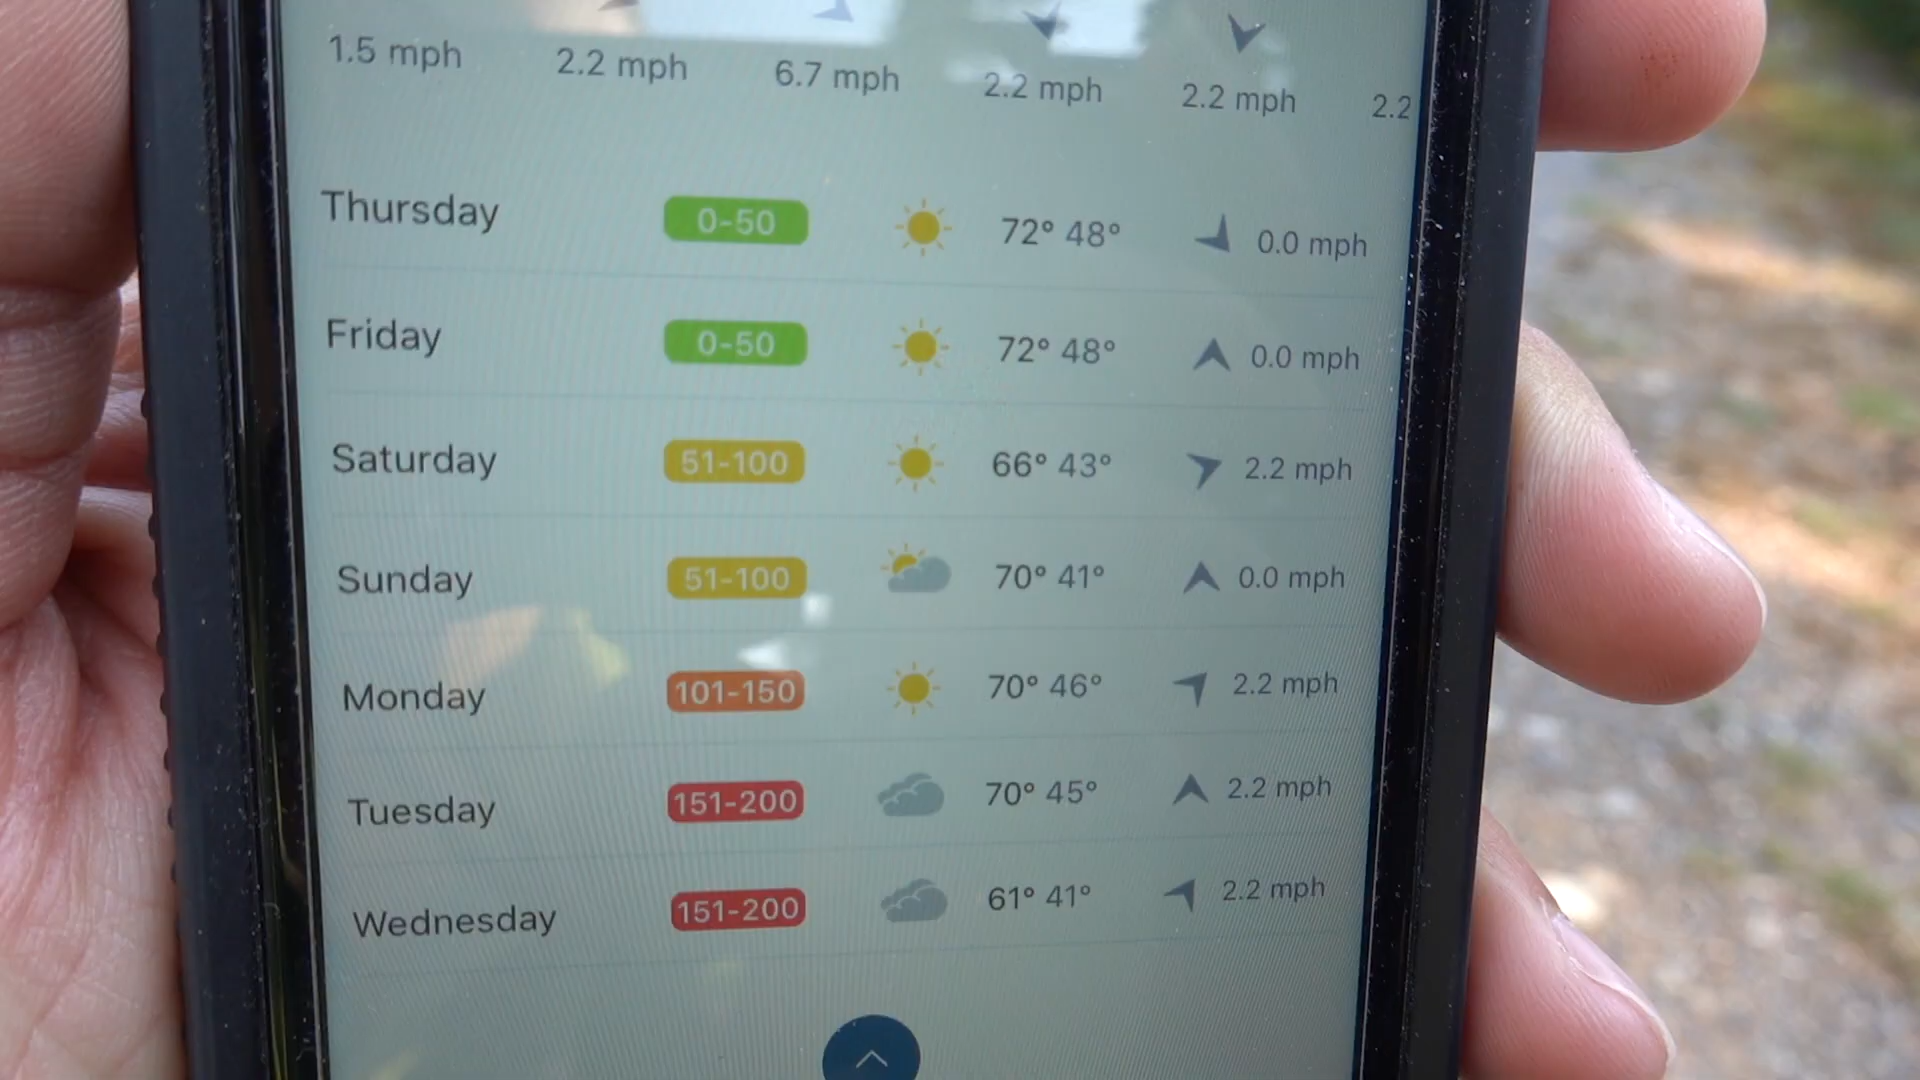 1.5 mph 2.2 mph 6.7 mph 2.2 mph 2.2 mph 2.2
Thursday 0-50 72° 48° 0.0 mph
Friday 0-50 72° 48° 0.0 mph
Saturday 51-100 66° 43° 2.2 mph
Sunday 51-100 70° 41° 0.0 mph
Monday 101-150 70° 46° 2.2 mph
Tuesday 151-200 70° 45° 2.2 mph
Wednesday 151-200 61° 41° 2.2 mph